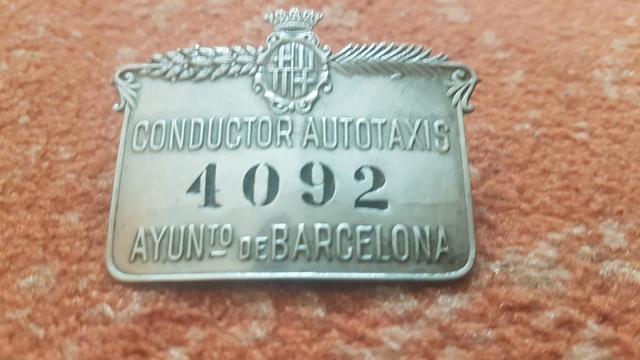 CONDUCTOR AUTOTAXIS
4092
AYUNTO DE BARCELONA